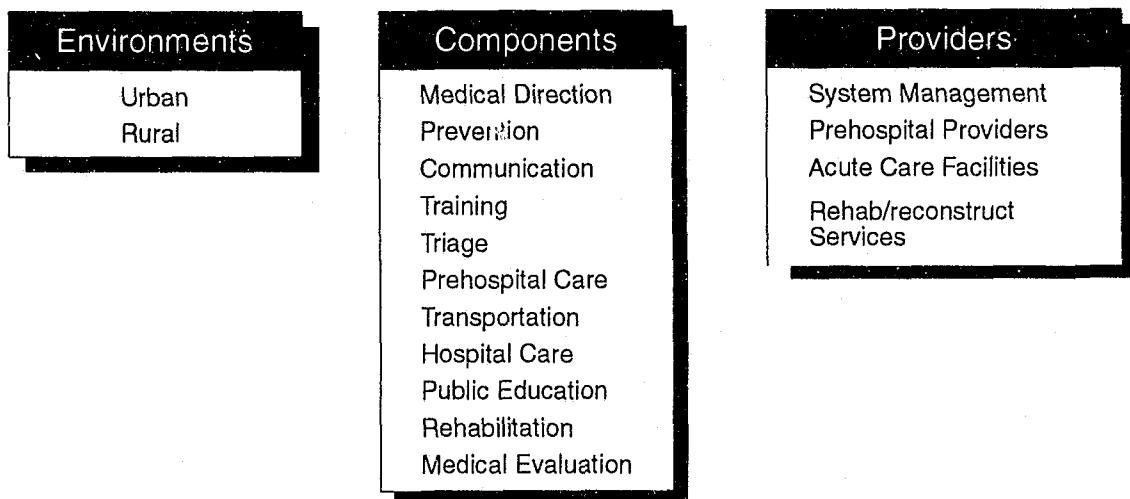 Environments
Urban
Rural
Components
Medical Direction
Prevention
Communication
Training
Triage
Prehospital Care
Transportation
Hospital Care
Public Education
Rehabilitation
Medical Evaluation
Providers
System Management
Prehospital Providers
Acute Care Facilities
Rehab/reconstruct
Services